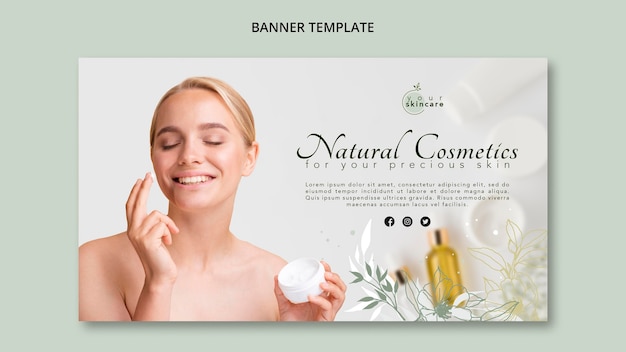 BANNER TEMPLATE
your
skincare
Natural Cosmetics
for your precious skin
Lorem ipsum dolor sit amet, consectetur adipiscing elit,
sed do eiusmod tempor incididunt ut labore et dolore
magna aliqua. Quis ipsum suspendisse ultrices gravida.
Risus commodo viverra
maecenas accumsan lacus vel facilisis.